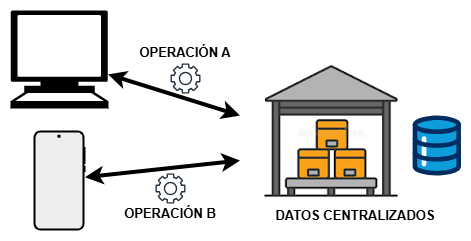 OPERACIÓN A
OPERACIÓN B
DATOS CENTRALIZADOS